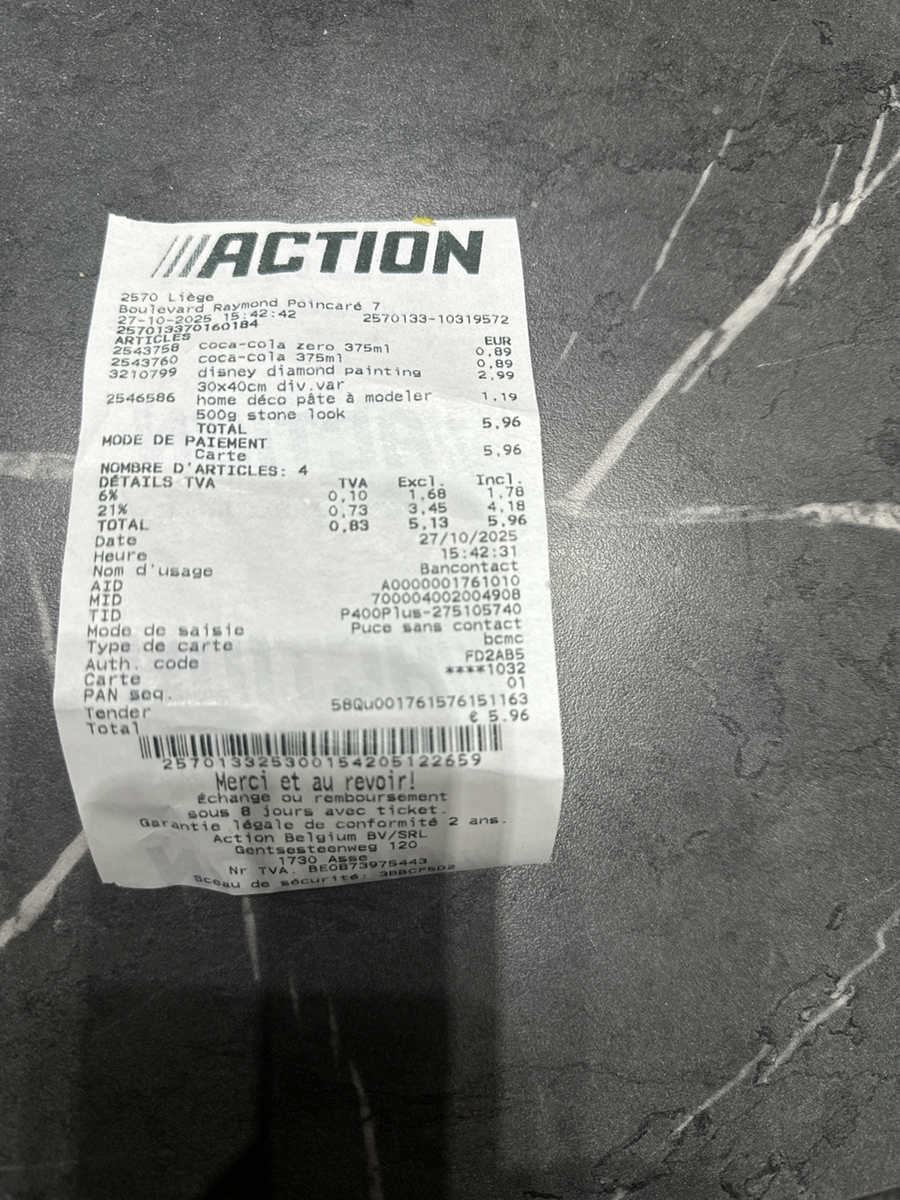 ACTION
2570 Liège
Boulevard Raymond Poincaré 7
27-10-2025 15:42:42 2570133-10319572
257013370160184
ARTICLES EUR
2543758 coca-cola zero 375ml 0,89
2543760 coca-cola 375ml 0,89
3210799 disney diamond painting 2,99
30x40cm div.var
2546586 home déco pâte à modeler 1,19
500g stone look
TOTAL 5,96
MODE DE PAIEMENT
Carte 5,96
NOMBRE D'ARTICLES: 4
DÉTAILS TVA TVA Excl. Incl.
6% 0,10 1,68 1,78
21% 0,73 3,45 4,18
TOTAL 0,83 5,13 5,96
Date 27/10/2025
Heure 15:42:31
Nom d'usage Bancontact
AID A0000001761010
MID 700004002004908
TID P400Plus-275105740
Mode de saisie Puce sans contact
Type de carte bcmc
Auth. code FD2AB5
Carte ****1032
PAN seq. 01
Tender 58Qu001761576151163
Total € 5.96
257013325300154205122659
Merci et au revoir!
Échange ou remboursement
sous 8 jours avec ticket.
Garantie légale de conformité 2 ans.
Action Belgium BV/SRL
Gentsesteenweg 120
1730 Asse
Nr TVA. BE0873975443
Sceau de sécurité: